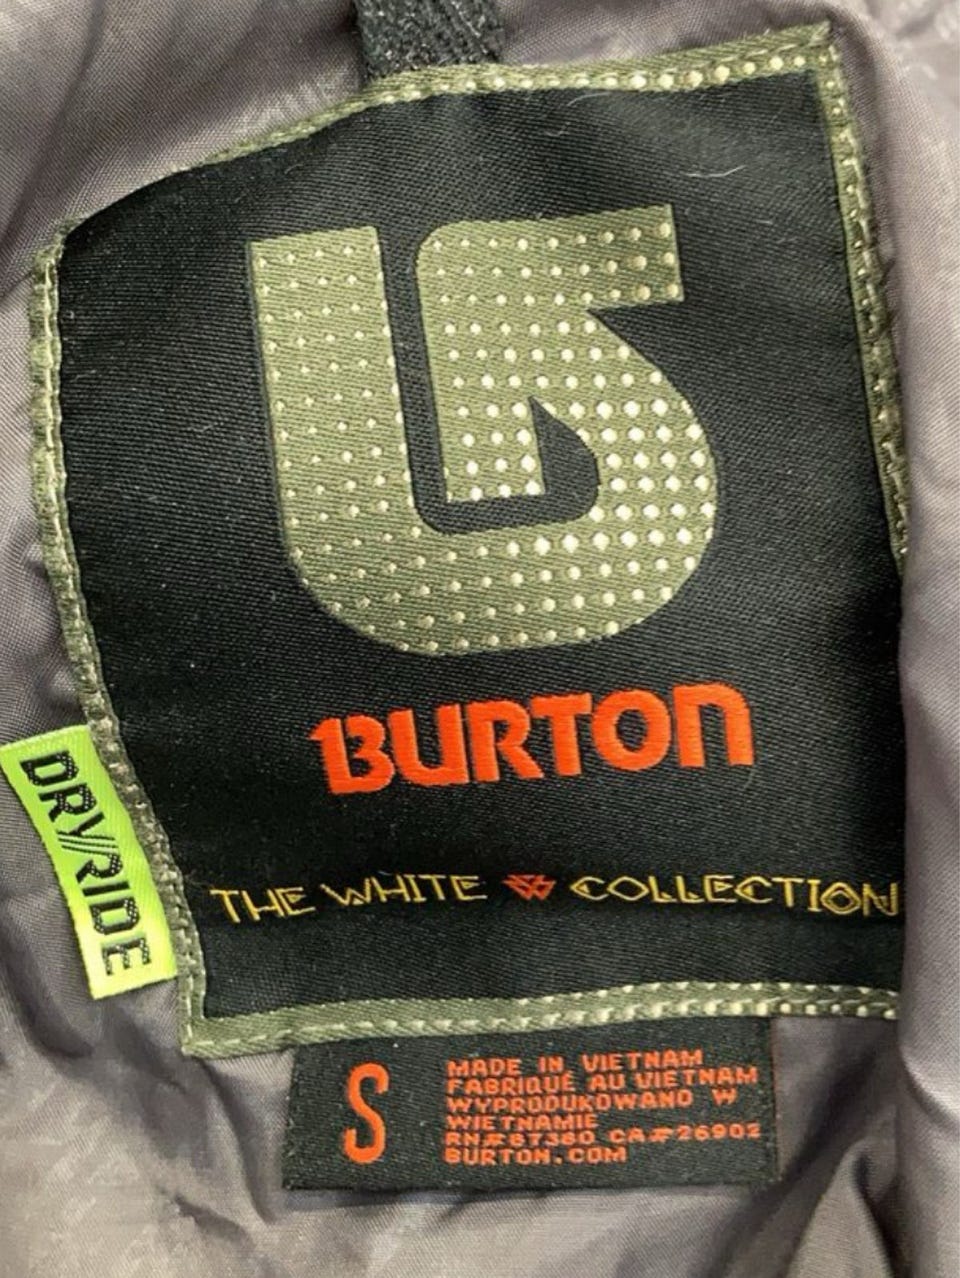 BURTON
THE WHITE COLLECTION
DRYRIDE
S
MADE IN VIETNAM
FABRIQUÉ AU VIETNAM
WYPRODUKOWANO W
WIETNAMIE
RN#87380 CA#26902
BURTON.COM